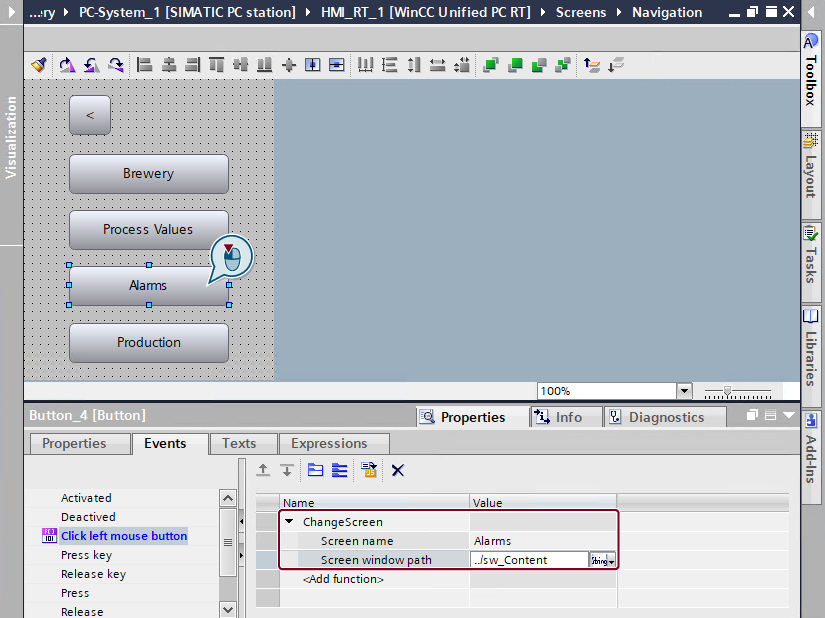 ...ry ▸ PC-System_1 [SIMATIC PC station] ▸ HMI_RT_1 [WinCC Unified PC RT] ▸ Screens ▸ Navigation
Visualization
<
Brewery
Process Values
Alarms
Production
100%
Toolbox
Layout
Tasks
Libraries
Add-Ins
Button_4 [Button]
Properties
Info
Diagnostics
Properties
Events
Texts
Expressions
Activated
Deactived
Click left mouse button
Press key
Release key
Press
Release
Name Value
ChangeScreen
Screen name Alarms
Screen window path ../sw_Content String
<Add function>